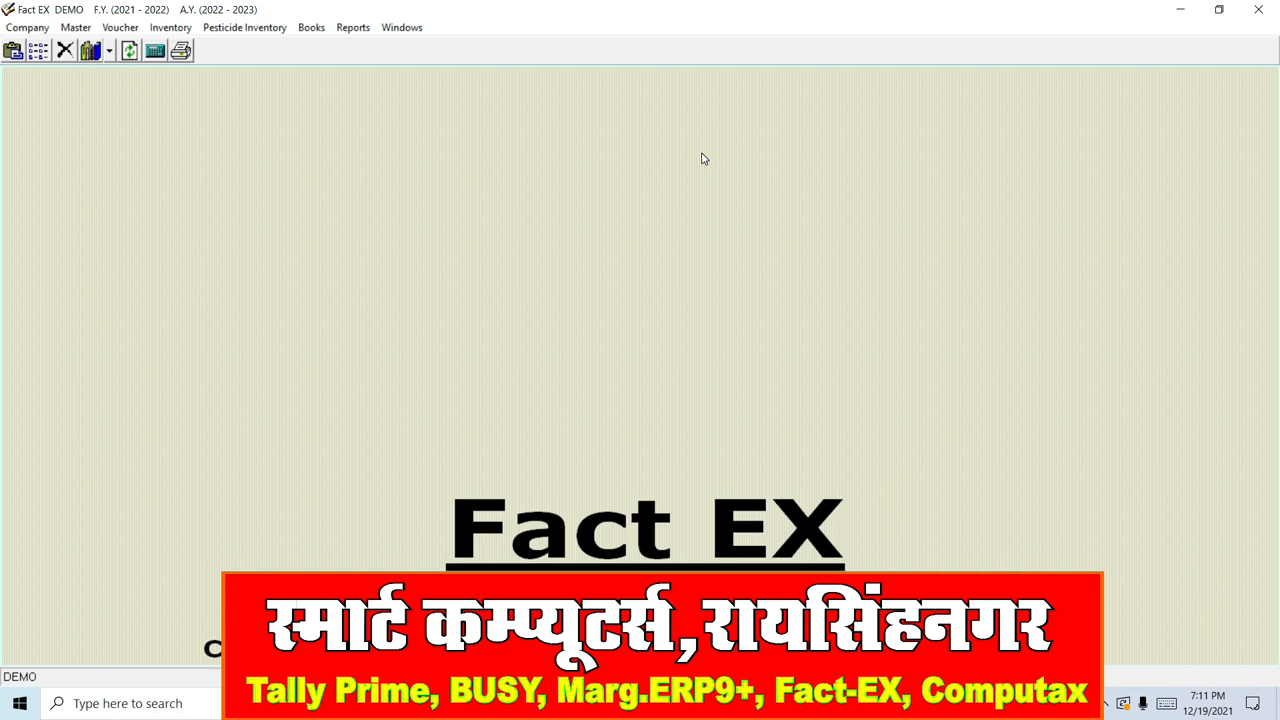 Fact EX DEMO F.Y. (2021 - 2022) A.Y. (2022 - 2023)
Company Master Voucher Inventory Pesticide Inventory Books Reports Windows
Fact EX
स्मार्ट कम्प्यूटर्स, रायसिंहनगर
Tally Prime, BUSY, Marg.ERP9+, Fact-EX, Computax
DEMO
Type here to search
7:11 PM
12/19/2021